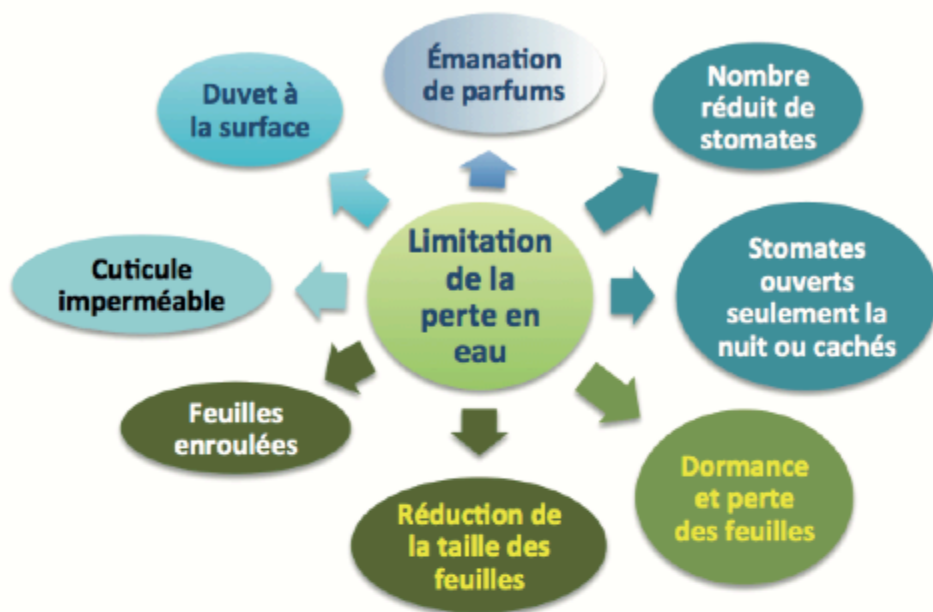 Émanation
de parfums
Nombre
réduit de
stomates
Duvet à
la surface
Limitation
de la
perte en
eau
Stomates
ouverts
seulement la
nuit ou cachés
Cuticule
imperméable
Feuilles
enroulées
Dormance
et perte
des feuilles
Réduction de
la taille des
feuilles